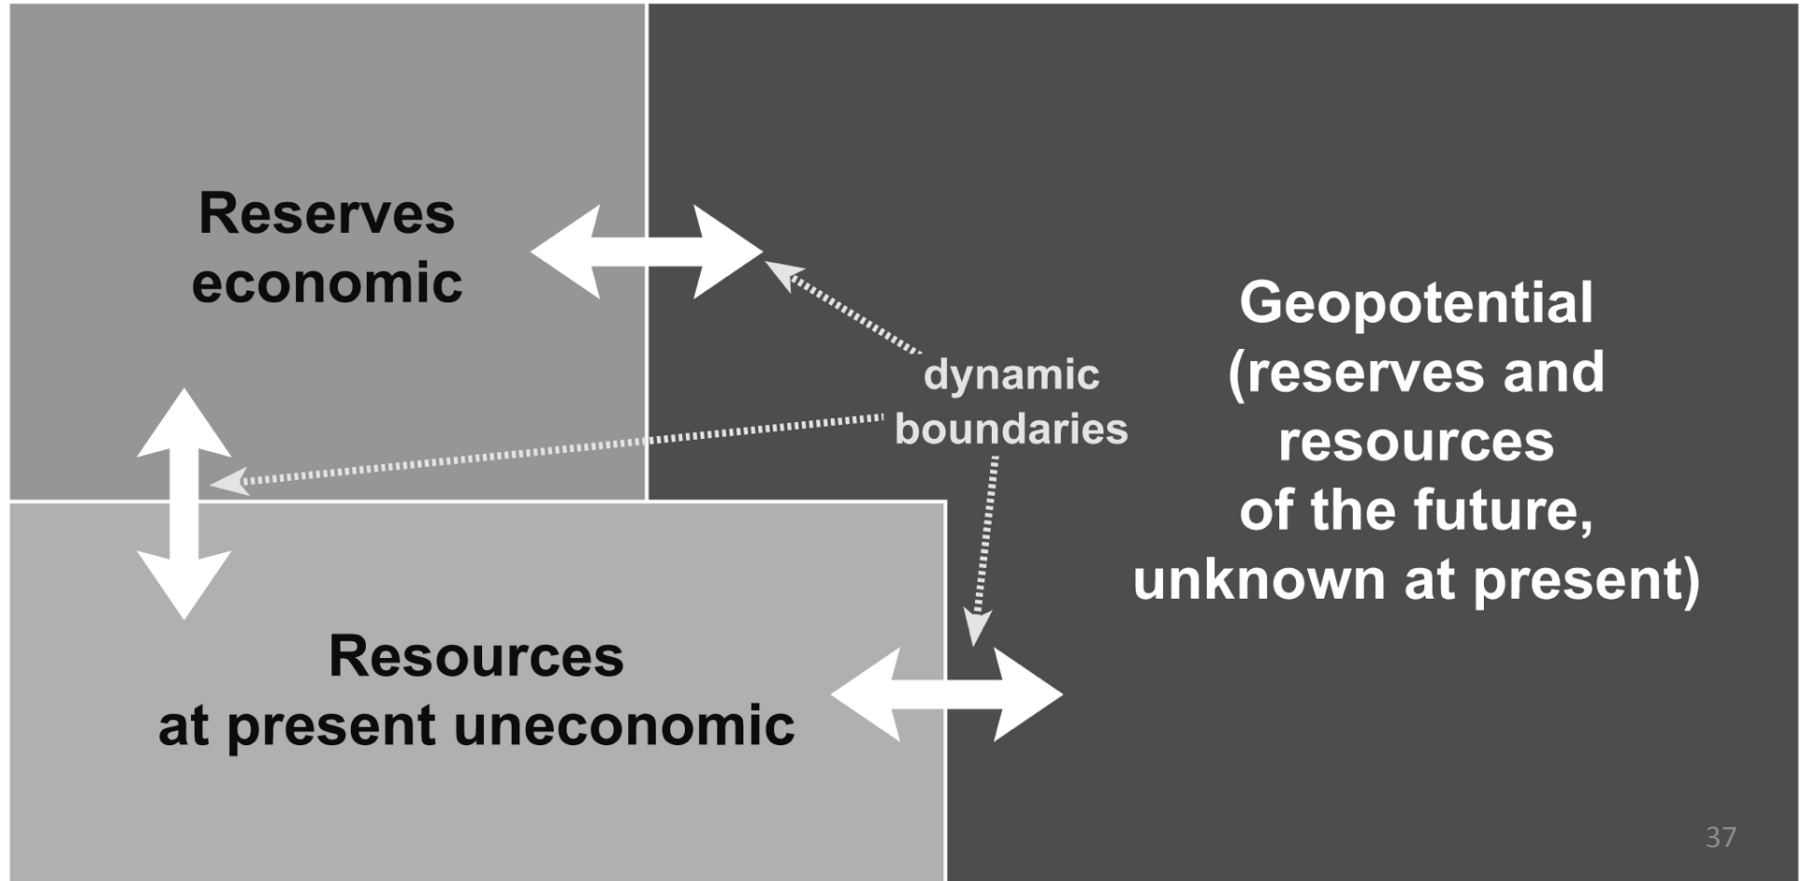 Reserves
economic
dynamic
boundaries
Geopotential
(reserves and
resources
of the future,
unknown at present)
Resources
at present uneconomic
37